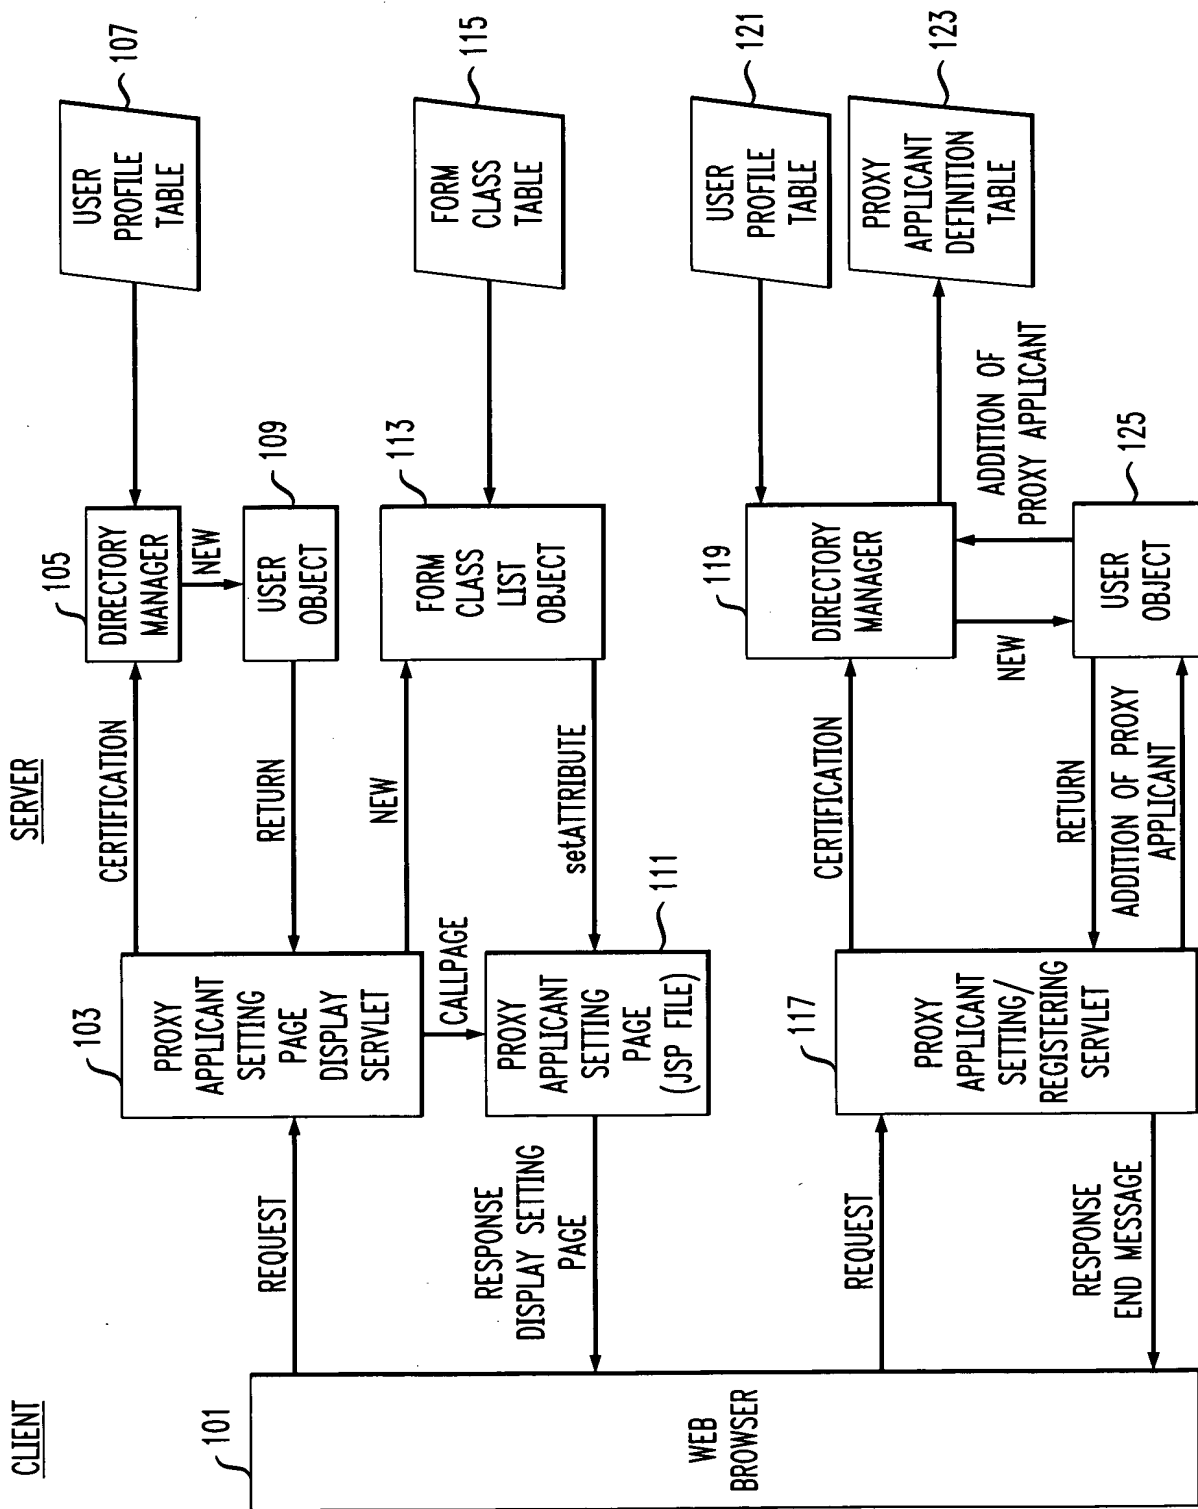 CLIENT
SERVER
101
WEB
BROWSER
REQUEST
RESPONSE
DISPLAY SETTING
PAGE
REQUEST
RESPONSE
END MESSAGE
103
PROXY
APPLICANT
SETTING
PAGE
DISPLAY
SERVLET
CALLPAGE
111
PROXY
APPLICANT
SETTING
PAGE
(JSP FILE)
117
PROXY
APPLICANT
SETTING/
REGISTERING
SERVLET
CERTIFICATION
RETURN
NEW
setATTRIBUTE
CERTIFICATION
RETURN
ADDITION OF PROXY
APPLICANT
105
DIRECTORY
MANAGER
NEW
109
USER
OBJECT
113
FORM
CLASS
LIST
OBJECT
119
DIRECTORY
MANAGER
NEW
ADDITION OF
PROXY APPLICANT
125
USER
OBJECT
107
USER
PROFILE
TABLE
115
FORM
CLASS
TABLE
121
USER
PROFILE
TABLE
123
PROXY
APPLICANT
DEFINITION
TABLE